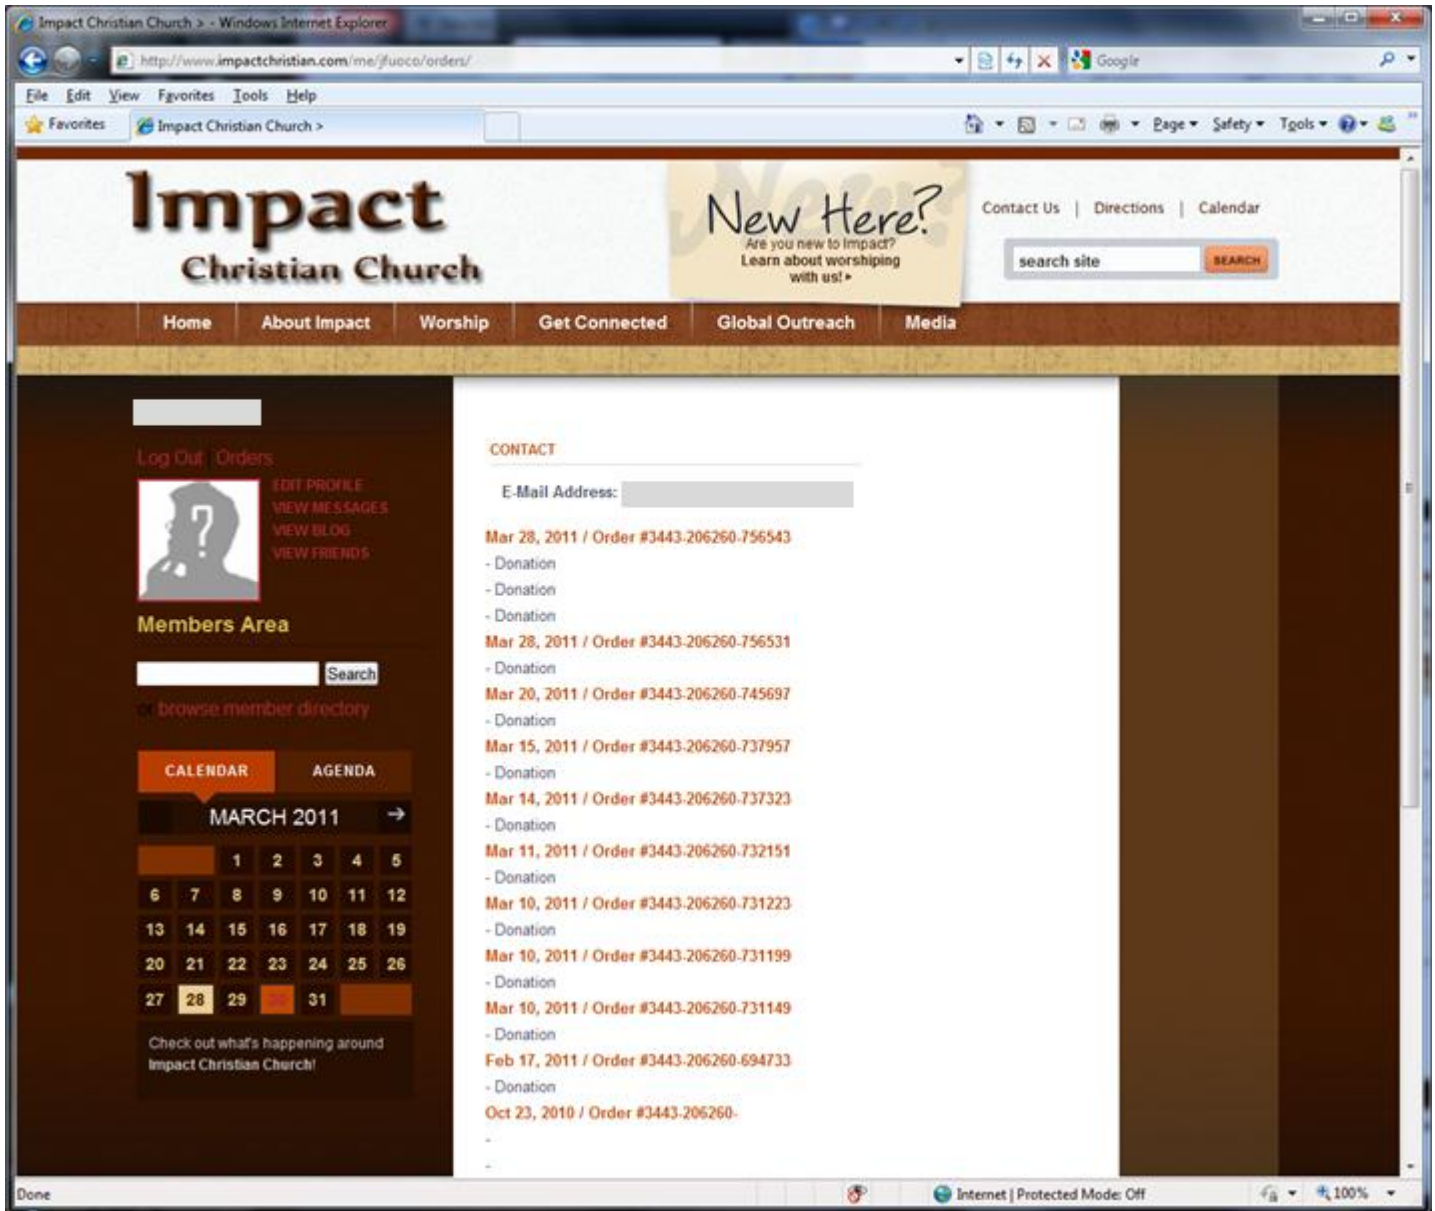 Impact Christian Church > - Windows Internet Explorer
http://www.impactchristian.com/me/jfuoco/orders/
Google
File Edit View Favorites Tools Help
Favorites
Impact Christian Church >
Page Safety Tools
Impact
Christian Church
New?
New Here?
Are you new to Impact?
Learn about worshiping
with us!
Contact Us | Directions | Calendar
search site
SEARCH
Home
About Impact
Worship
Get Connected
Global Outreach
Media
Log Out Orders
EDIT PROFILE
VIEW MESSAGES
VIEW BLOG
VIEW FRIENDS
Members Area
Search
or browse member directory
CALENDAR
AGENDA
MARCH 2011
1 2 3 4 5
6 7 8 9 10 11 12
13 14 15 16 17 18 19
20 21 22 23 24 25 26
27 28 29 30 31
Check out what's happening around
Impact Christian Church!
CONTACT
E-Mail Address:
Mar 28, 2011 / Order #3443-206260-756543
- Donation
- Donation
- Donation
Mar 28, 2011 / Order #3443-206260-756531
- Donation
Mar 20, 2011 / Order #3443-206260-745697
- Donation
Mar 15, 2011 / Order #3443-206260-737957
- Donation
Mar 14, 2011 / Order #3443-206260-737323
- Donation
Mar 11, 2011 / Order #3443-206260-732151
- Donation
Mar 10, 2011 / Order #3443-206260-731223
- Donation
Mar 10, 2011 / Order #3443-206260-731199
- Donation
Mar 10, 2011 / Order #3443-206260-731149
- Donation
Feb 17, 2011 / Order #3443-206260-694733
- Donation
Oct 23, 2010 / Order #3443-206260-
-
-
Done
Internet | Protected Mode: Off
100%